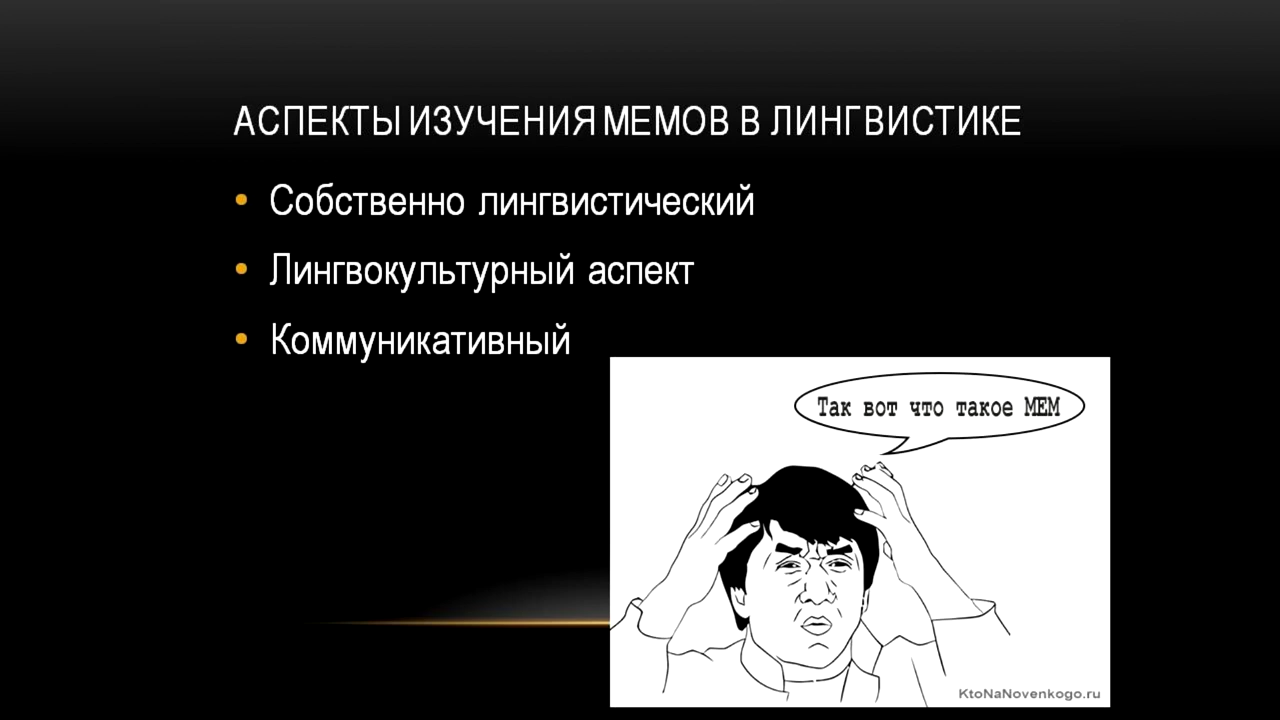 АСПЕКТЫ ИЗУЧЕНИЯ МЕМОВ В ЛИНГВИСТИКЕ
• Собственно лингвистический
• Лингвокультурный аспект
• Коммуникативный
Так вот что такое МЕМ
KtoNaNovenkogo.ru